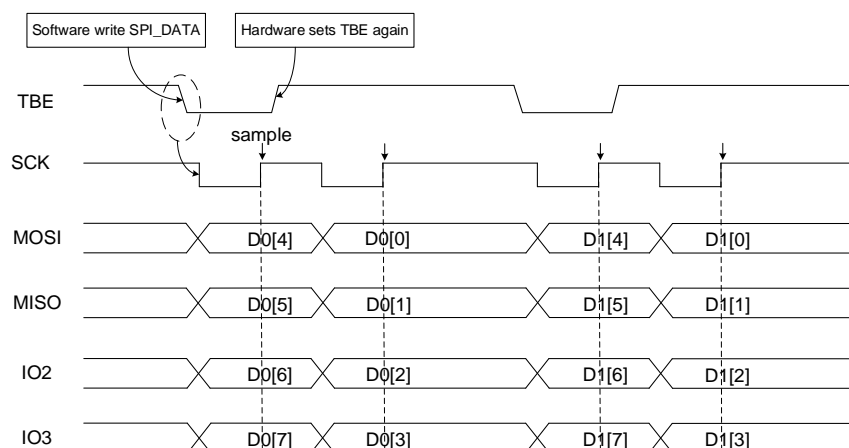 Software write SPI_DATA
Hardware sets TBE again
TBE
sample
SCK
MOSI D0[4] D0[0] D1[4] D1[0]
MISO D0[5] D0[1] D1[5] D1[1]
IO2 D0[6] D0[2] D1[6] D1[2]
IO3 D0[7] D0[3] D1[7] D1[3]